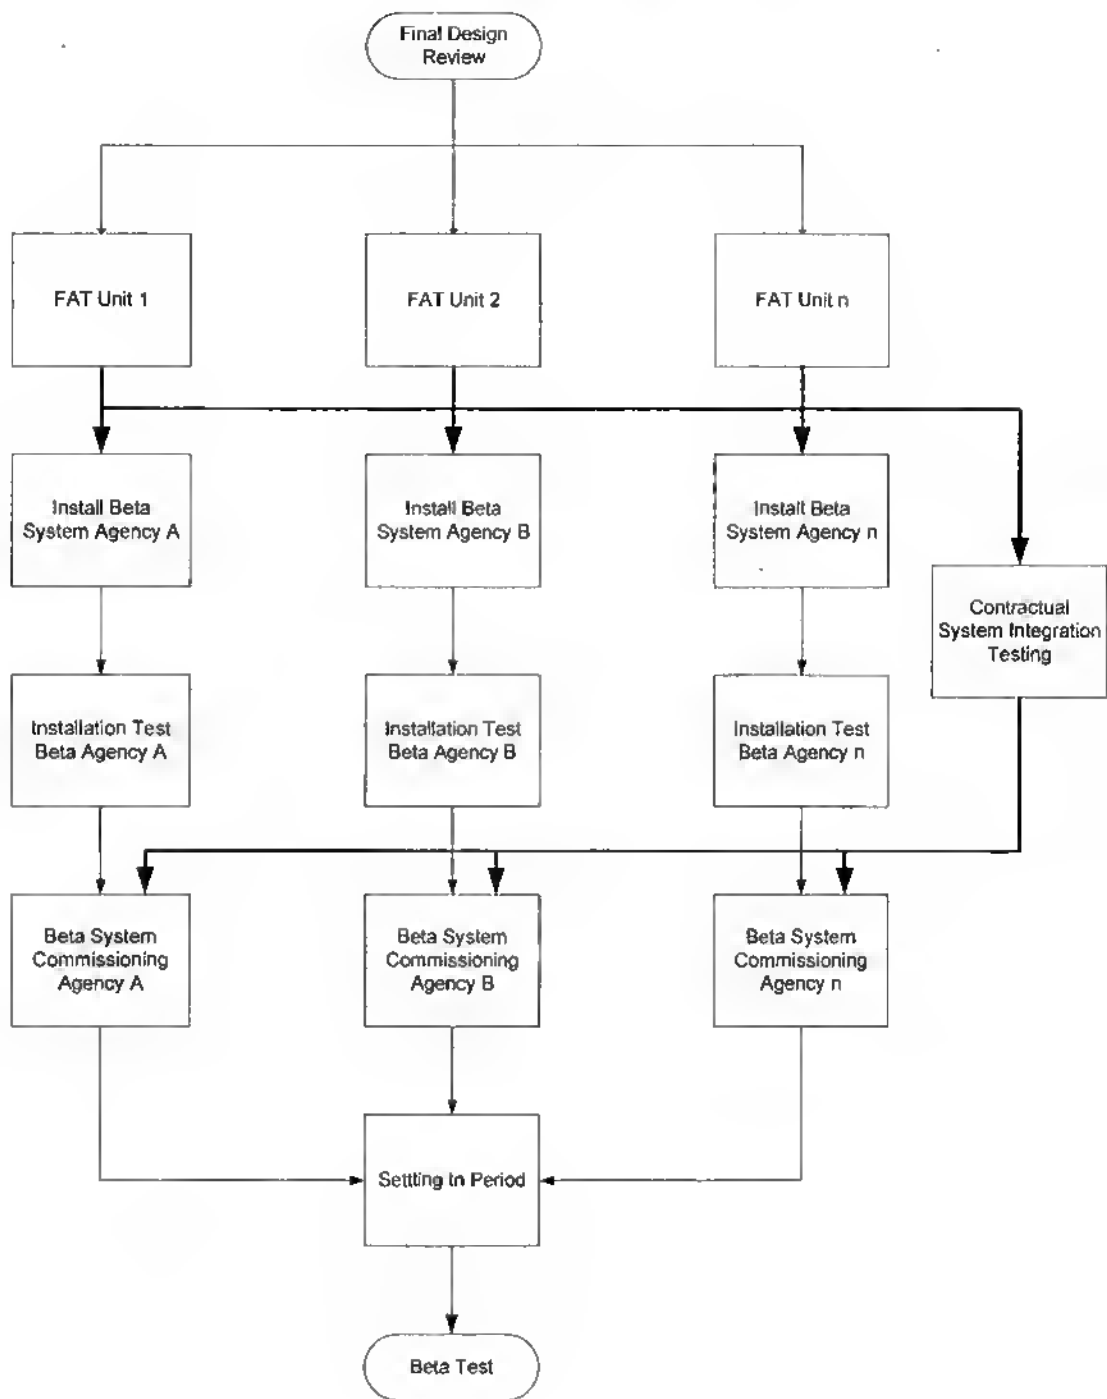 Final Design
Review
FAT Unit 1
FAT Unit 2
FAT Unit n
Install Beta
System Agency A
Install Beta
System Agency B
Install Beta
System Agency n
Contractual
System Integration
Testing
Installation Test
Beta Agency A
Installation Test
Beta Agency B
Installation Test
Beta Agency n
Beta System
Commissioning
Agency A
Beta System
Commissioning
Agency B
Beta System
Commissioning
Agency n
Settting In Period
Beta Test